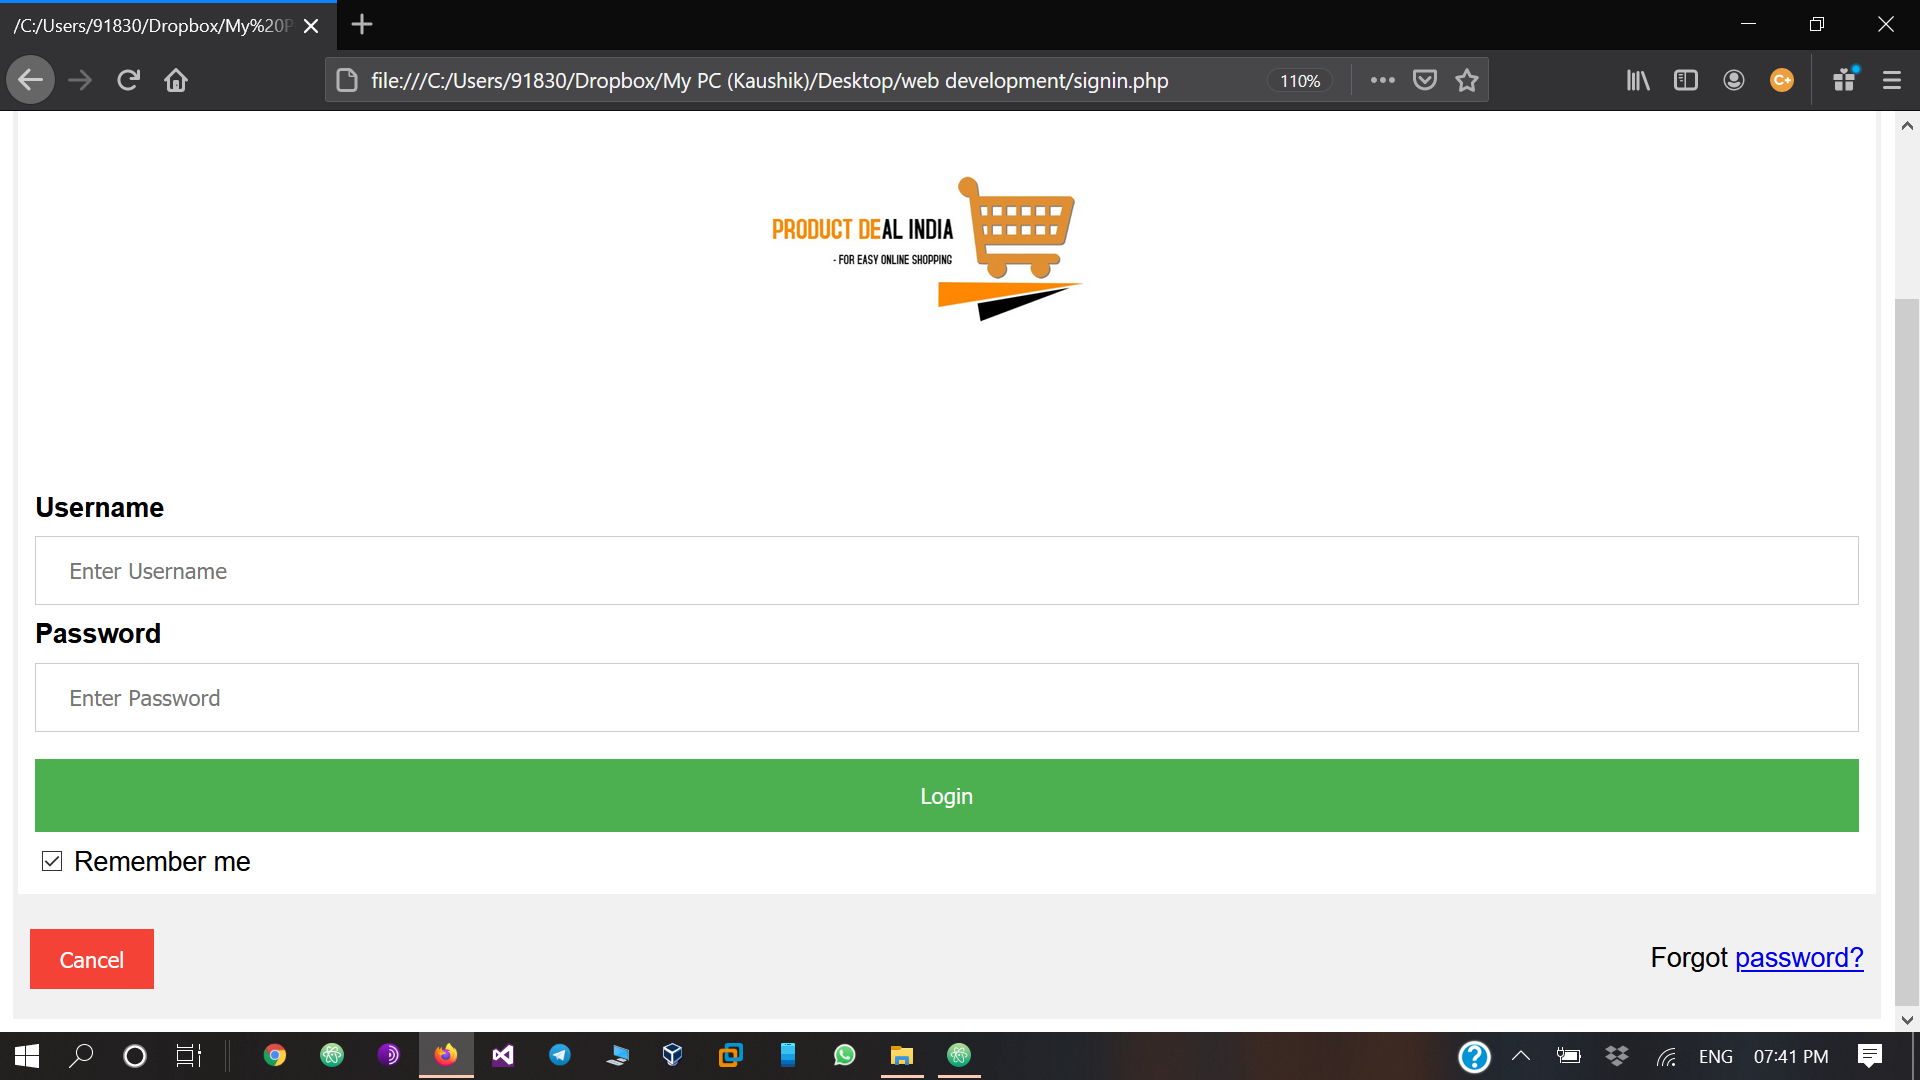 /C:/Users/91830/Dropbox/My%20P
file:///C:/Users/91830/Dropbox/My PC (Kaushik)/Desktop/web development/signin.php
110%
C+
PRODUCT DEAL INDIA
- FOR EASY ONLINE SHOPPING
Username
Enter Username
Password
Enter Password
Login
Remember me
Cancel
Forgot password?
ENG
07:41 PM